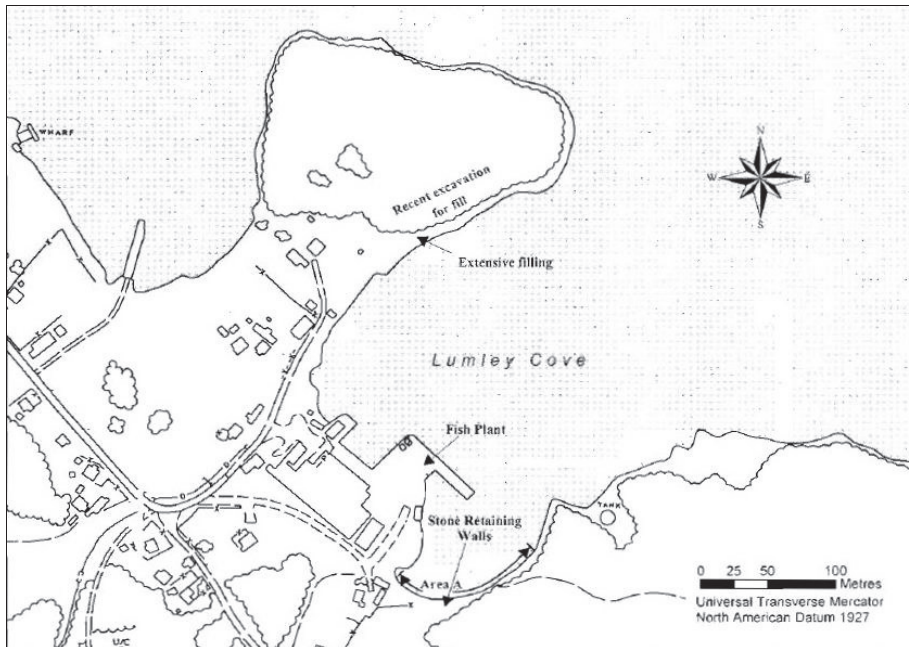 WHARF
N
W
E
S
Recent excavation
for fill
Extensive filling
Lumley Cove
Fish Plant
TANK
Stone Retaining
Walls
Area A
0 25 50 100
Metres
Universal Transverse Mercator
North American Datum 1927
U/C